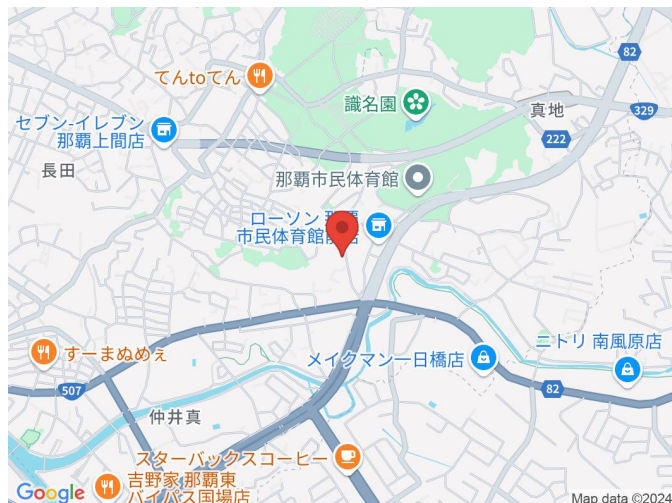 82
てんtoてん
識名園
真地
329
セブン-イレブン
那覇上間店
222
長田
那覇市民体育館
ローソン 那覇
市民体育館前店
すーまぬめぇ
メイクマン一日橋店
ニトリ 南風原店
507
82
仲井真
スターバックスコーヒー
吉野家 那覇東
バイパス国場店
Google
Map data ©2024